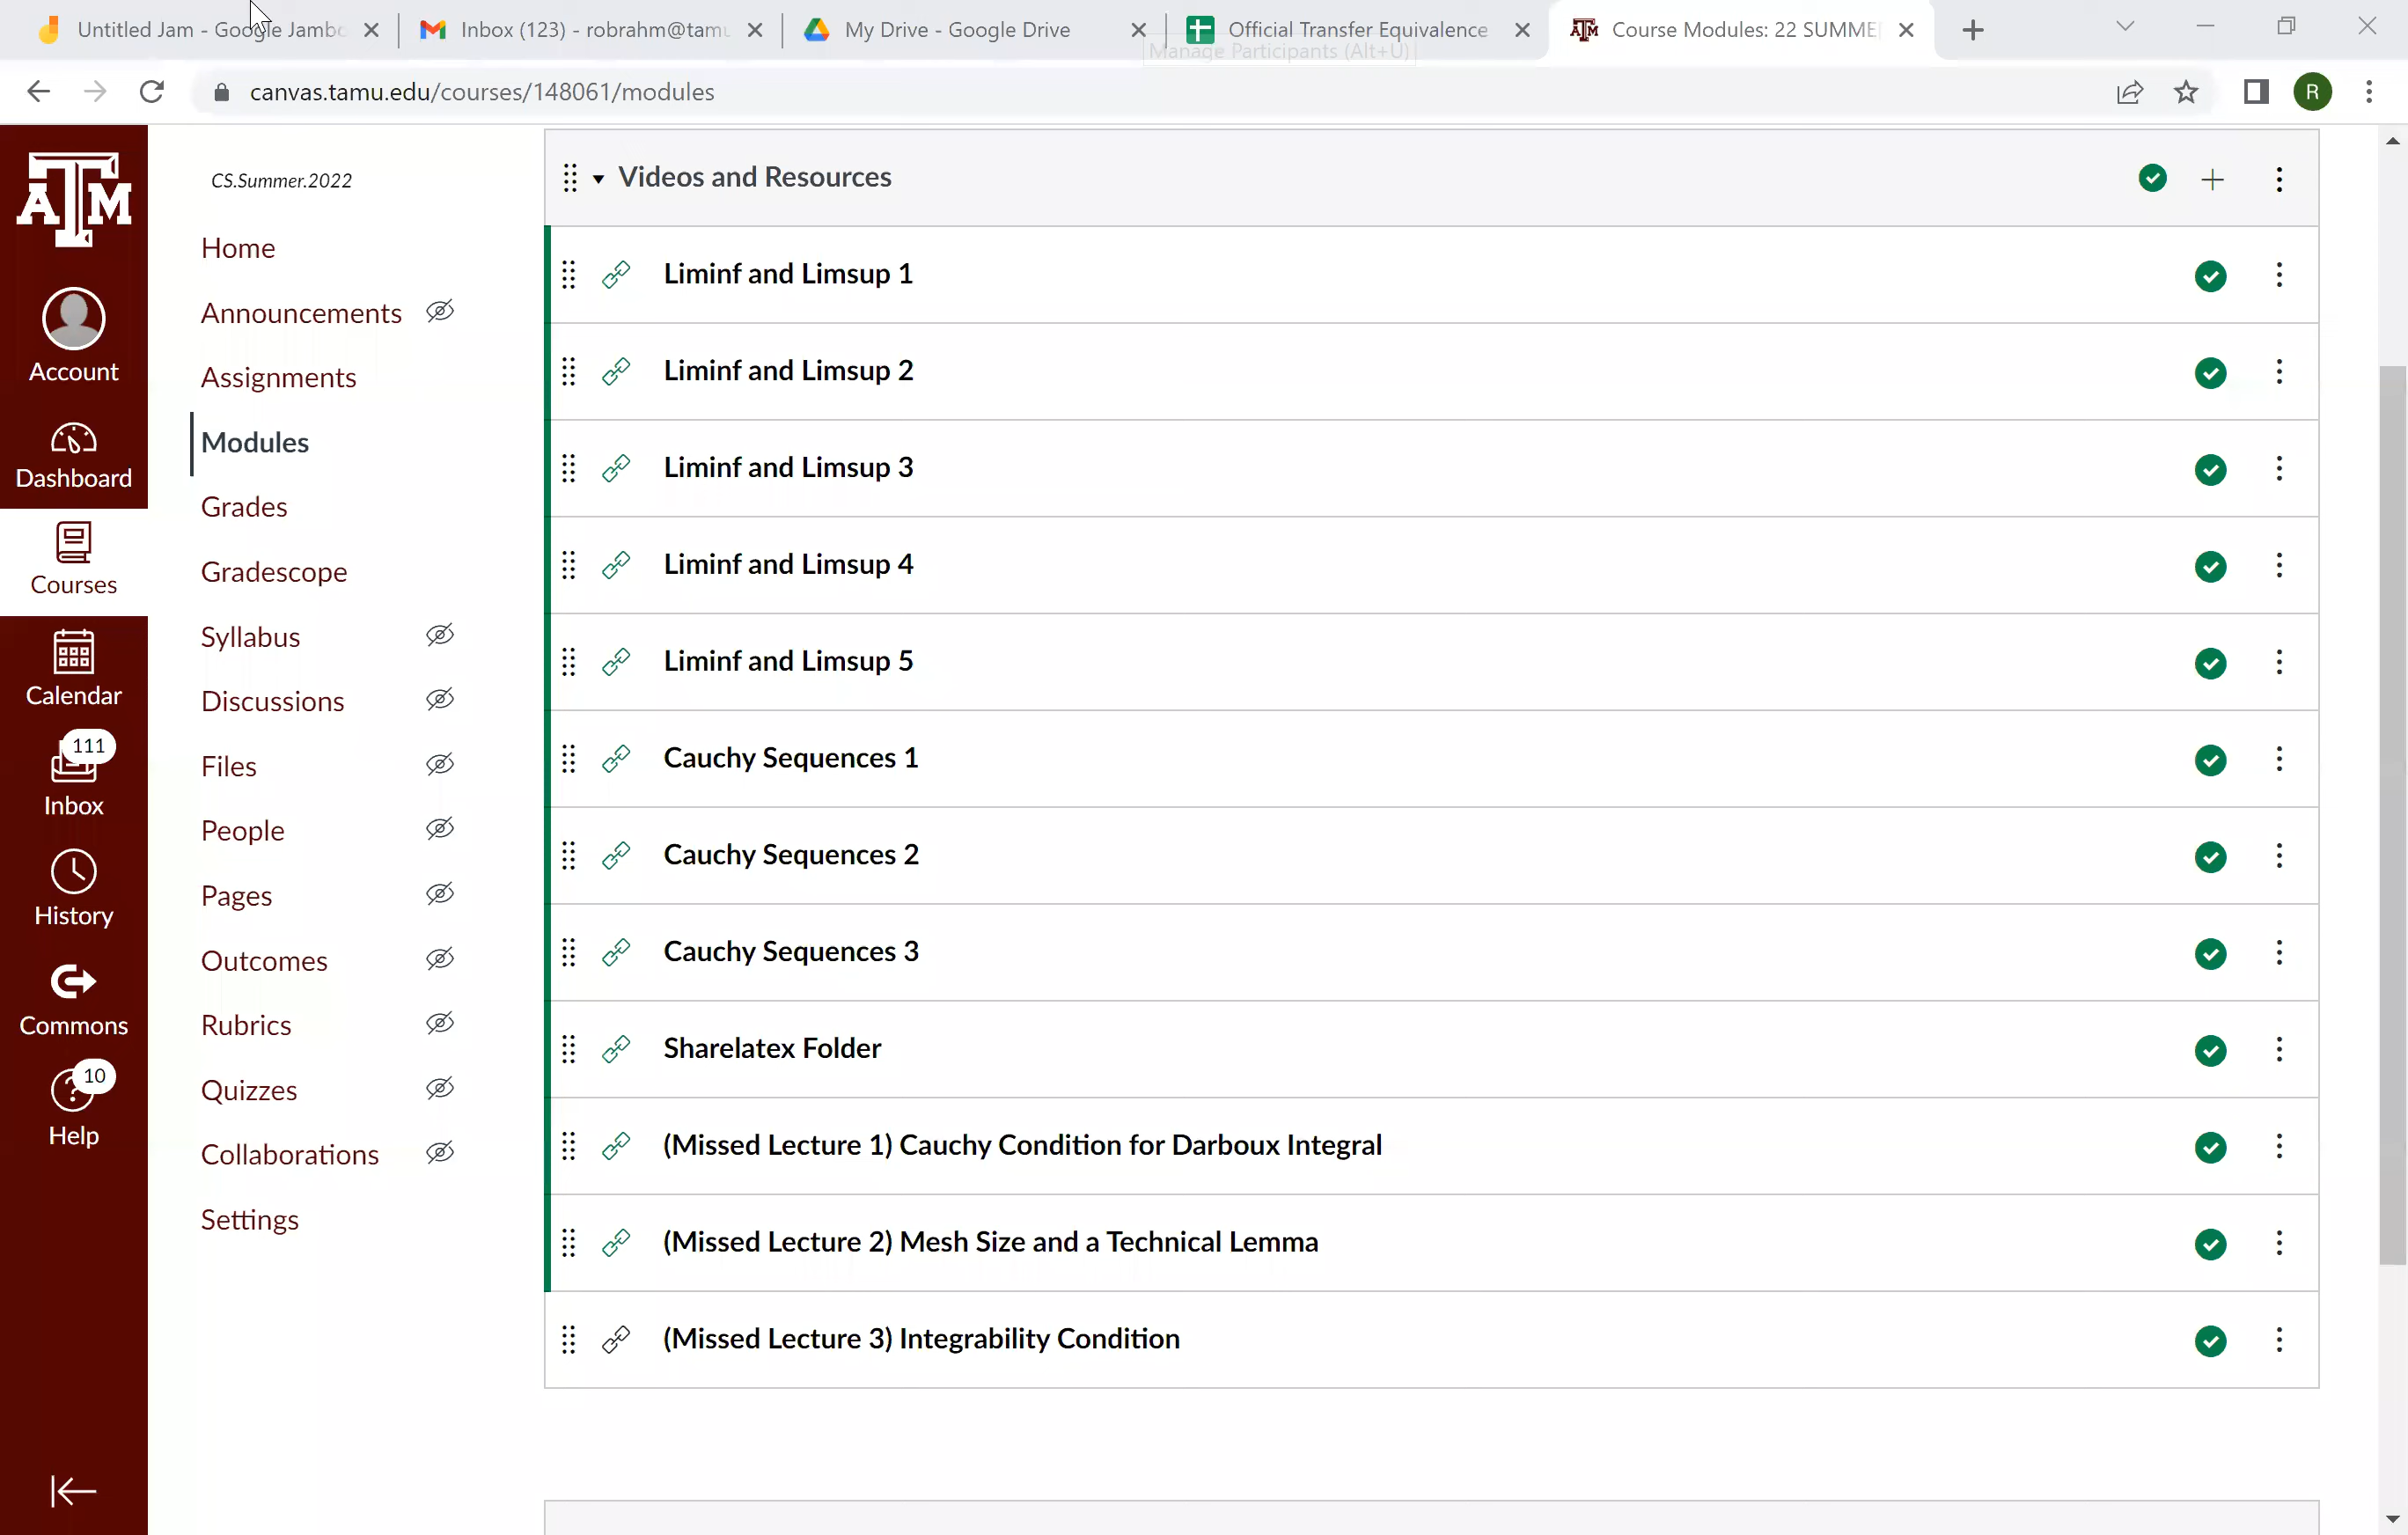 Untitled Jam - Google Jambo
Inbox (123) - robrahm@tamu
My Drive - Google Drive
Official Transfer Equivalence
Course Modules: 22 SUMME
Manage Participants (Alt+U)
canvas.tamu.edu/courses/148061/modules
R
ATM
Account
Dashboard
Courses
Calendar
111
Inbox
History
Commons
10
Help
CS.Summer.2022
Home
Announcements
Assignments
Modules
Grades
Gradescope
Syllabus
Discussions
Files
People
Pages
Outcomes
Rubrics
Quizzes
Collaborations
Settings
Videos and Resources
Liminf and Limsup 1
Liminf and Limsup 2
Liminf and Limsup 3
Liminf and Limsup 4
Liminf and Limsup 5
Cauchy Sequences 1
Cauchy Sequences 2
Cauchy Sequences 3
Sharelatex Folder
(Missed Lecture 1) Cauchy Condition for Darboux Integral
(Missed Lecture 2) Mesh Size and a Technical Lemma
(Missed Lecture 3) Integrability Condition